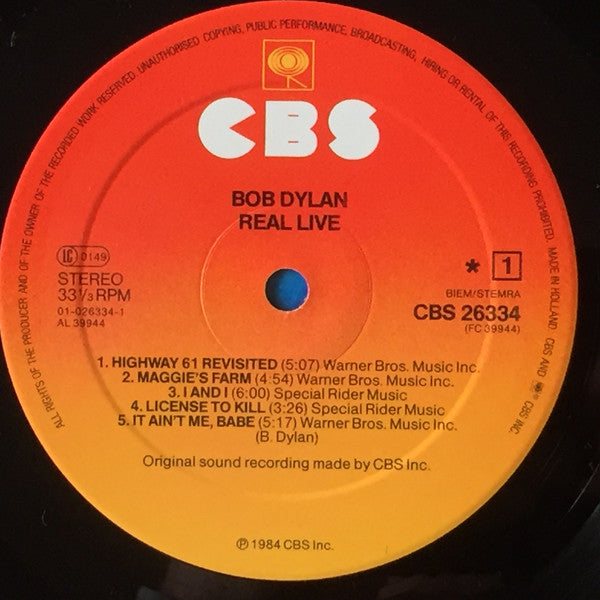 ALL RIGHTS OF THE PRODUCER AND OF THE OWNER OF THE RECORDED WORK RESERVED. UNAUTHORISED COPYING, PUBLIC PERFORMANCE, BROADCASTING, HIRING OR RENTAL OF THIS RECORDING PROHIBITED. MADE IN HOLLAND. CBS AND ARE ® CBS INC.
CBS
BOB DYLAN
REAL LIVE
LC 0149
STEREO
33 1/3 RPM
01-026334-1
AL 39944
* 1
BIEM/STEMRA
CBS 26334
(FC 39944)
1. HIGHWAY 61 REVISITED (5:07) Warner Bros. Music Inc.
2. MAGGIE'S FARM (4:54) Warner Bros. Music Inc.
3. I AND I (6:00) Special Rider Music
4. LICENSE TO KILL (3:26) Special Rider Music
5. IT AIN'T ME, BABE (5:17) Warner Bros. Music Inc.
(B. Dylan)
Original sound recording made by CBS Inc.
℗ 1984 CBS Inc.